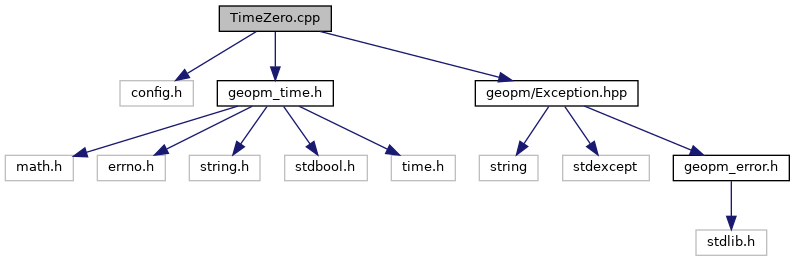 TimeZero.cpp
config.h
geopm_time.h
geopm/Exception.hpp
math.h
errno.h
string.h
stdbool.h
time.h
string
stdexcept
geopm_error.h
stdlib.h